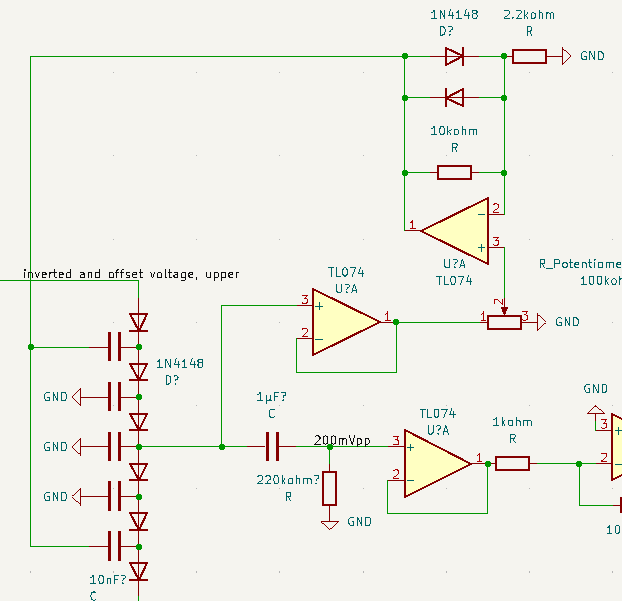 1N4148
D?
2.2kohm
R
GND
10kohm
R
1
2
−
+
3
U?A
TL074
inverted and offset voltage, upper
TL074
U?A
3
+
2
−
1
R_Potentiome
100koh
2
1
3
GND
1N4148
D?
GND
GND
GND
1µF?
C
200mVpp
220kohm?
R
GND
TL074
U?A
3
+
2
−
1
1kohm
R
GND
3
+
2
−
10
10nF?
C